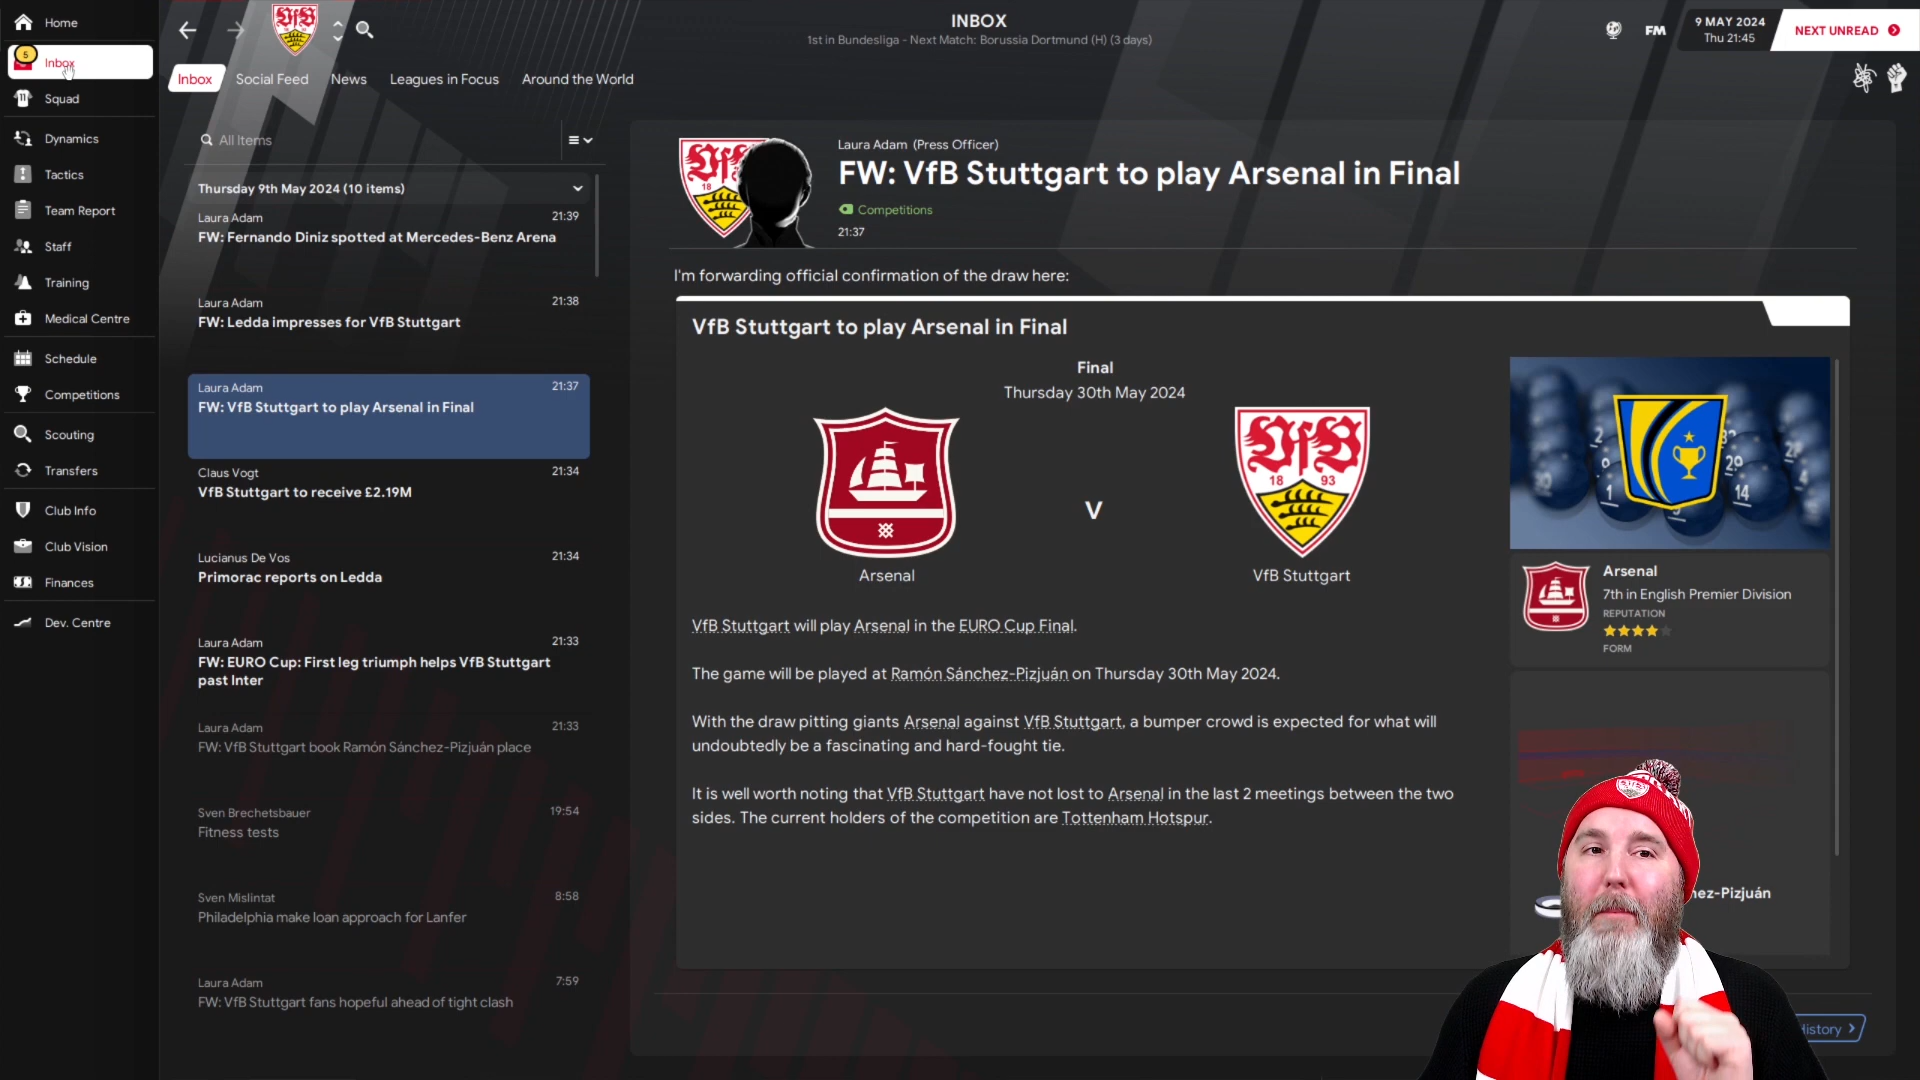 Home
5
Inbox
Squad
Dynamics
Tactics
Team Report
Staff
Training
Medical Centre
Schedule
Competitions
Scouting
Transfers
Club Info
Club Vision
Finances
Dev. Centre
INBOX
1st in Bundesliga - Next Match: Borussia Dortmund (H) (3 days)
FM
9 MAY 2024
Thu 21:45
NEXT UNREAD
Inbox
Social Feed
News
Leagues in Focus
Around the World
All Items
Thursday 9th May 2024 (10 items)
Laura Adam
21:39
FW: Fernando Diniz spotted at Mercedes-Benz Arena
Laura Adam
21:38
FW: Ledda impresses for VfB Stuttgart
Laura Adam
21:37
FW: VfB Stuttgart to play Arsenal in Final
Claus Vogt
21:34
VfB Stuttgart to receive £2.19M
Lucianus De Vos
21:34
Primorac reports on Ledda
Laura Adam
21:33
FW: EURO Cup: First leg triumph helps VfB Stuttgart
past Inter
Laura Adam
21:33
FW: VfB Stuttgart book Ramón Sánchez-Pizjuán place
Sven Brechetsbauer
19:54
Fitness tests
Sven Mislintat
8:58
Philadelphia make loan approach for Lanfer
Laura Adam
7:59
FW: VfB Stuttgart fans hopeful ahead of tight clash
Laura Adam (Press Officer)
FW: VfB Stuttgart to play Arsenal in Final
Competitions
21:37
I'm forwarding official confirmation of the draw here:
VfB Stuttgart to play Arsenal in Final
Final
Thursday 30th May 2024
VfB
18 93
V
Arsenal
VfB Stuttgart
VfB Stuttgart will play Arsenal in the EURO Cup Final.
The game will be played at Ramón Sánchez-Pizjuán on Thursday 30th May 2024.
With the draw pitting giants Arsenal against VfB Stuttgart, a bumper crowd is expected for what will
undoubtedly be a fascinating and hard-fought tie.
It is well worth noting that VfB Stuttgart have not lost to Arsenal in the last 2 meetings between the two
sides. The current holders of the competition are Tottenham Hotspur.
Arsenal
7th in English Premier Division
REPUTATION
FORM
nez-Pizjuán
History